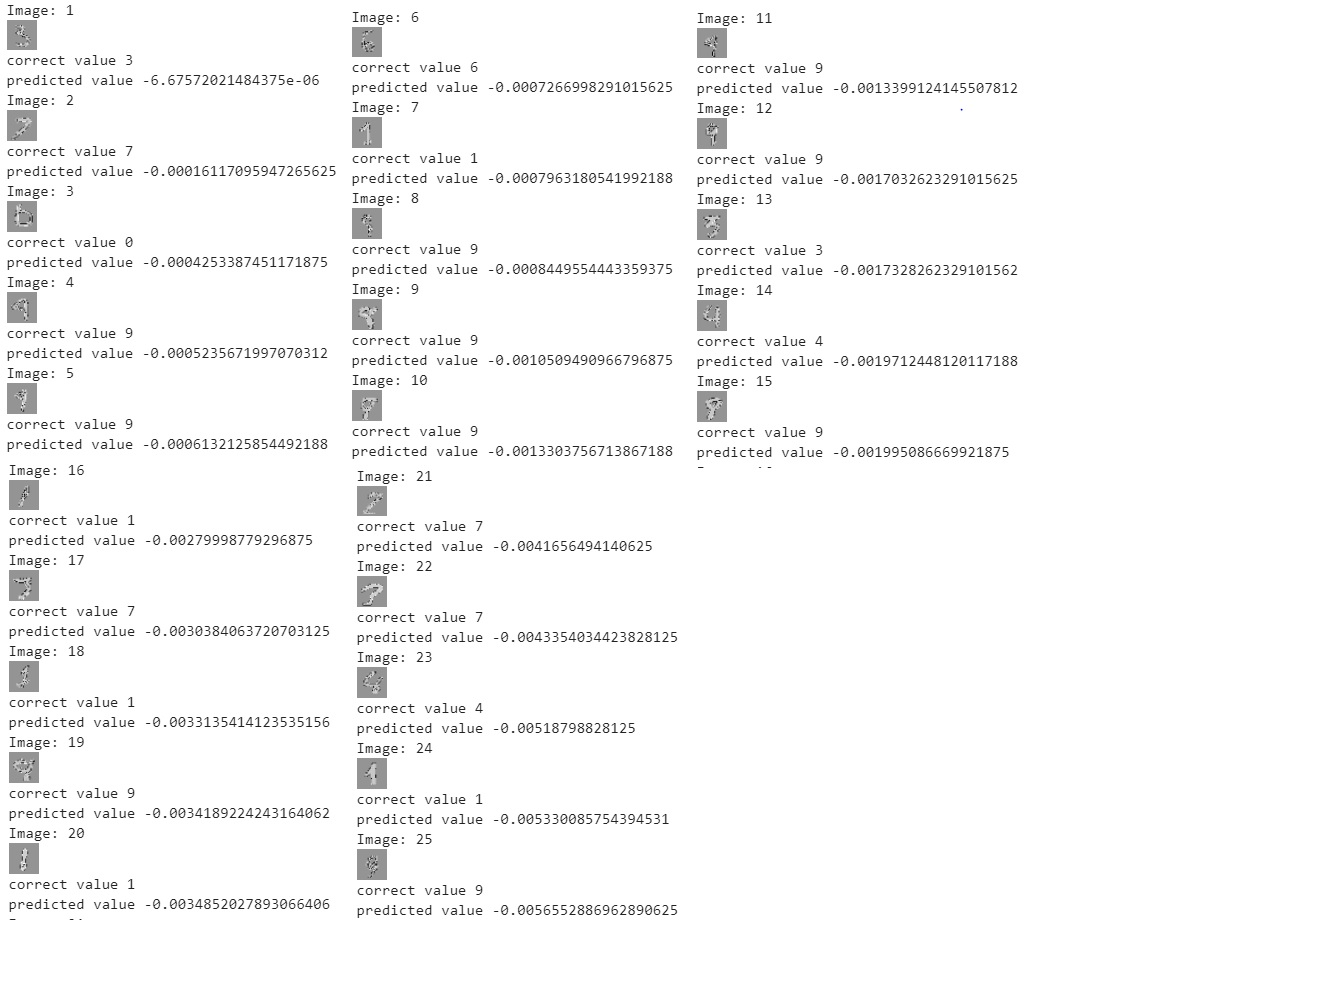 Image: 1
correct value 3
predicted value -6.67572021484375e-06
Image: 2
correct value 7
predicted value -0.00016117095947265625
Image: 3
correct value 0
predicted value -0.0004253387451171875
Image: 4
correct value 9
predicted value -0.0005235671997070312
Image: 5
correct value 9
predicted value -0.0006132125854492188
Image: 6
correct value 6
predicted value -0.0007266998291015625
Image: 7
correct value 1
predicted value -0.0007963180541992188
Image: 8
correct value 9
predicted value -0.0008449554443359375
Image: 9
correct value 9
predicted value -0.0010509490966796875
Image: 10
correct value 9
predicted value -0.0013303756713867188
Image: 11
correct value 9
predicted value -0.0013399124145507812
Image: 12
correct value 9
predicted value -0.0017032623291015625
Image: 13
correct value 3
predicted value -0.0017328262329101562
Image: 14
correct value 4
predicted value -0.0019712448120117188
Image: 15
correct value 9
predicted value -0.001995086669921875
Image: 16
correct value 1
predicted value -0.00279998779296875
Image: 17
correct value 7
predicted value -0.0030384063720703125
Image: 18
correct value 1
predicted value -0.0033135414123535156
Image: 19
correct value 9
predicted value -0.0034189224243164062
Image: 20
correct value 1
predicted value -0.0034852027893066406
Image: 21
correct value 7
predicted value -0.0041656494140625
Image: 22
correct value 7
predicted value -0.0043354034423828125
Image: 23
correct value 4
predicted value -0.00518798828125
Image: 24
correct value 1
predicted value -0.005330085754394531
Image: 25
correct value 9
predicted value -0.0056552886962890625